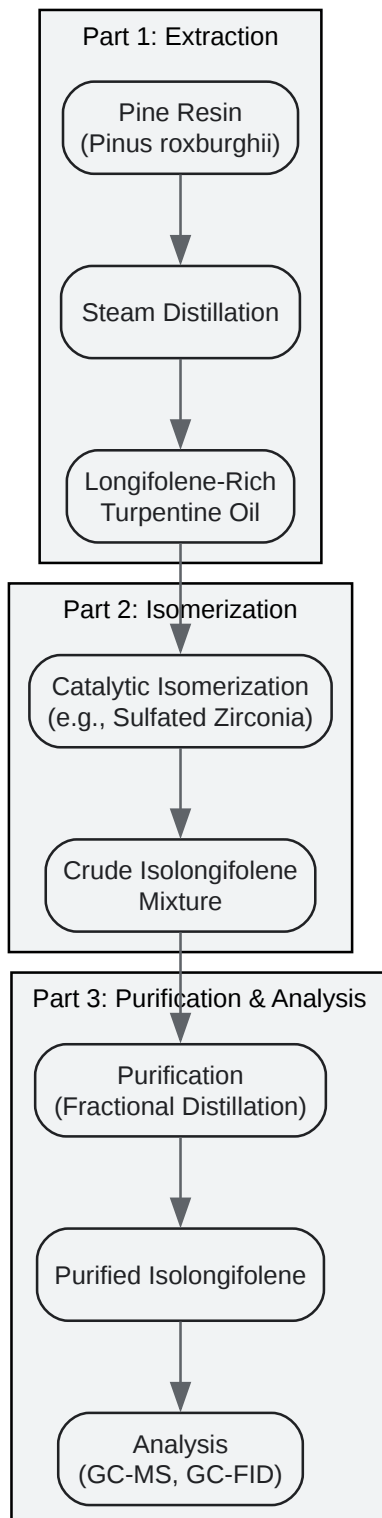 Part 1: Extraction
Pine Resin
(Pinus roxburghii)
Steam Distillation
Longifolene-Rich
Turpentine Oil
Part 2: Isomerization
Catalytic Isomerization
(e.g., Sulfated Zirconia)
Crude Isolongifolene
Mixture
Part 3: Purification & Analysis
Purification
(Fractional Distillation)
Purified Isolongifolene
Analysis
(GC-MS, GC-FID)